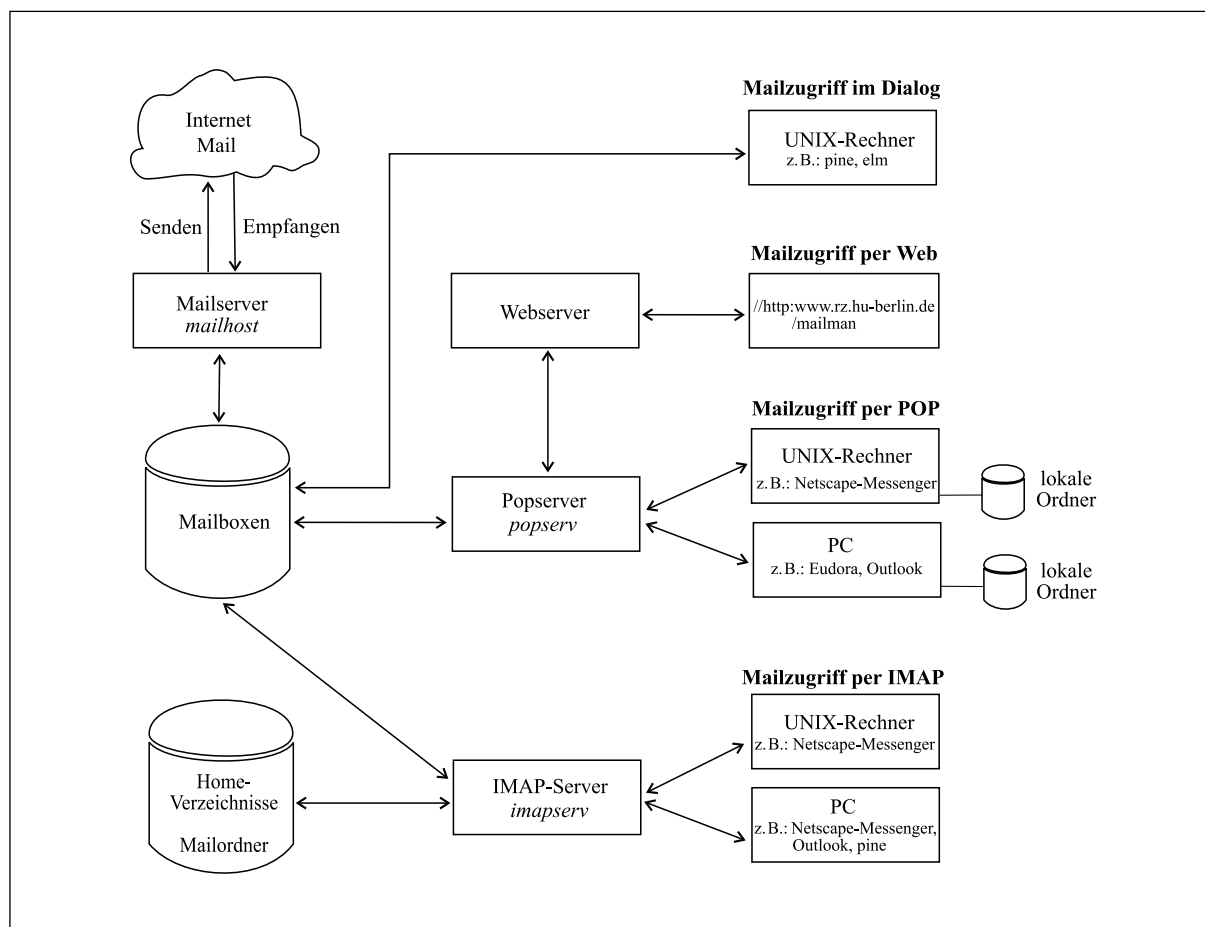 Internet
Mail
Senden
Empfangen
Mailserver
mailhost
Mailboxen
Home-
Verzeichnisse
Mailordner
Webserver
Popserver
popserv
IMAP-Server
imapserv
Mailzugriff im Dialog
UNIX-Rechner
z.B.: pine, elm
Mailzugriff per Web
//http:www.rz.hu-berlin.de
/mailman
Mailzugriff per POP
UNIX-Rechner
z.B.: Netscape-Messenger
lokale
Ordner
PC
z.B.: Eudora, Outlook
lokale
Ordner
Mailzugriff per IMAP
UNIX-Rechner
z.B.: Netscape-Messenger
PC
z.B.: Netscape-Messenger,
Outlook, pine